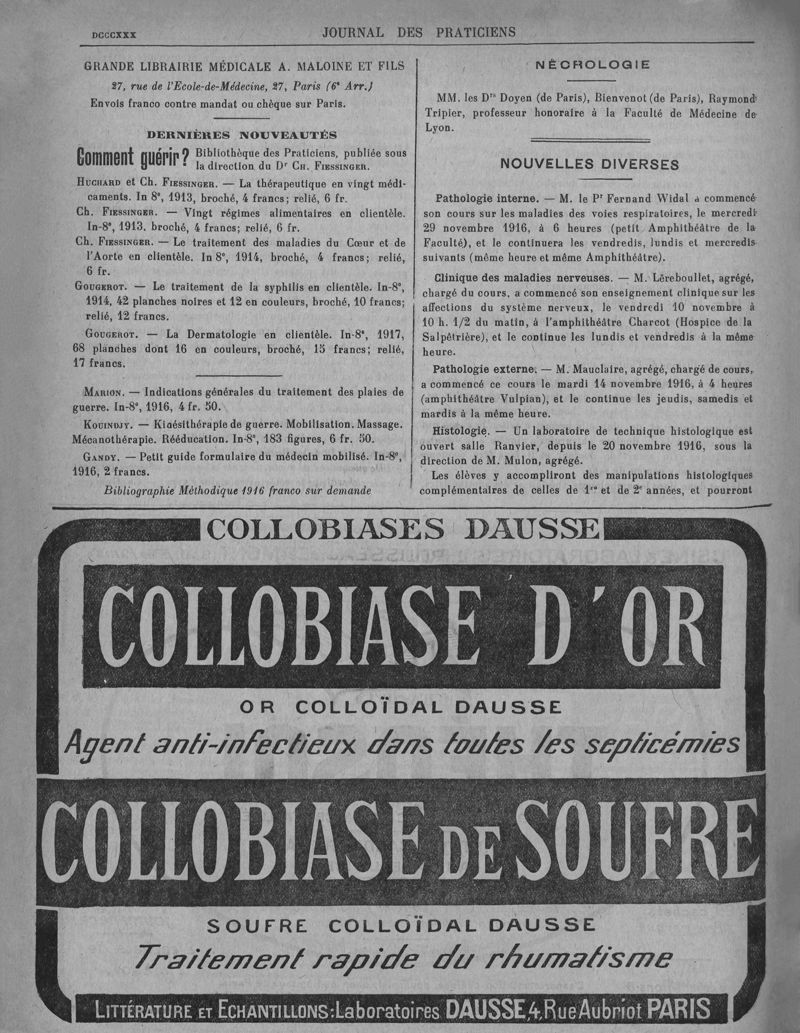 DCCCXXX
JOURNAL DES PRATICIENS
GRANDE LIBRAIRIE MÉDICALE A. MALOINE ET FILS
27, rue de l'Ecole-de-Médecine, 27, Paris (6e Arr.)
Envois franco contre mandat ou chèque sur Paris.
DERNIÈRES NOUVEAUTÉS
Comment guérir? Bibliothèque des Praticiens, publiée sous
la direction du Dr CH. FIESSINGER.
HUCHARD et Ch. FIESSINGER. — La thérapeutique en vingt médi-
caments. In 8°, 1913, broché, 4 francs; relié, 6 fr.
Ch. FIESSINGER. — Vingt régimes alimentaires en clientèle.
In-8°, 1913. broché, 4 francs; relié, 6 fr.
Ch. FIESSINGER. — Le traitement des maladies du Cœur et de
l'Aorte en clientèle. In 8°, 1914, broché, 4 francs; relié,
6 fr.
GOUGEROT. — Le traitement de la syphilis en clientèle. In-8°,
1914, 42 planches noires et 12 en couleurs, broché, 10 francs;
relié, 12 francs.
GOUGEROT. — La Dermatologie en clientèle. In-8°, 1917,
68 planches dont 16 en couleurs, broché, 15 francs; relié,
17 francs.
MARION. — Indications générales du traitement des plaies de
guerre. In-8°, 1916, 4 fr. 50.
KOUINDJY. — Kinésithérapie de guerre. Mobilisation. Massage.
Mécanothérapie. Rééducation. In-8°, 183 figures, 6 fr. 50.
GANDY. — Petit guide formulaire du médecin mobilisé. In-8°,
1916, 2 francs.
Bibliographie Méthodique 1916 franco sur demande
NÉCROLOGIE
MM. les Drs Doyen (de Paris), Bienvenot (de Paris), Raymond
Tripier, professeur honoraire à la Faculté de Médecine de
Lyon.
NOUVELLES DIVERSES
Pathologie interne. — M. le Pr Fernand Widal a commencé
son cours sur les maladies des voies respiratoires, le mercredi
29 novembre 1916, à 6 heures (petit Amphithéâtre de la
Faculté), et le continuera les vendredis, lundis et mercredis
suivants (même heure et même Amphithéâtre).
Clinique des maladies nerveuses. — M. Léreboullet, agrégé,
chargé du cours, a commencé son enseignement clinique sur les
affections du système nerveux, le vendredi 10 novembre à
10 h. 1/2 du matin, à l'amphithéâtre Charcot (Hospice de la
Salpêtrière), et le continue les lundis et vendredis à la même
heure.
Pathologie externe. — M. Mauclaire, agrégé, chargé de cours,
a commencé ce cours le mardi 14 novembre 1916, à 4 heures
(amphithéâtre Vulpian), et le continue les jeudis, samedis et
mardis à la même heure.
Histologie. — Un laboratoire de technique histologique est
ouvert salle Ranvier, depuis le 20 novembre 1916, sous la
direction de M. Mulon, agrégé.
Les élèves y accompliront des manipulations histologiques
complémentaires de celles de 1re et de 2e années, et pourront
COLLOBIASES DAUSSE
COLLOBIASE D'OR
OR COLLOÏDAL DAUSSE
Agent anti-infectieux dans toutes les septicémies
COLLOBIASE DE SOUFRE
SOUFRE COLLOÏDAL DAUSSE
Traitement rapide du rhumatisme
LITTÉRATURE ET ECHANTILLONS: Laboratoires DAUSSE, 4, Rue Aubriot PARIS